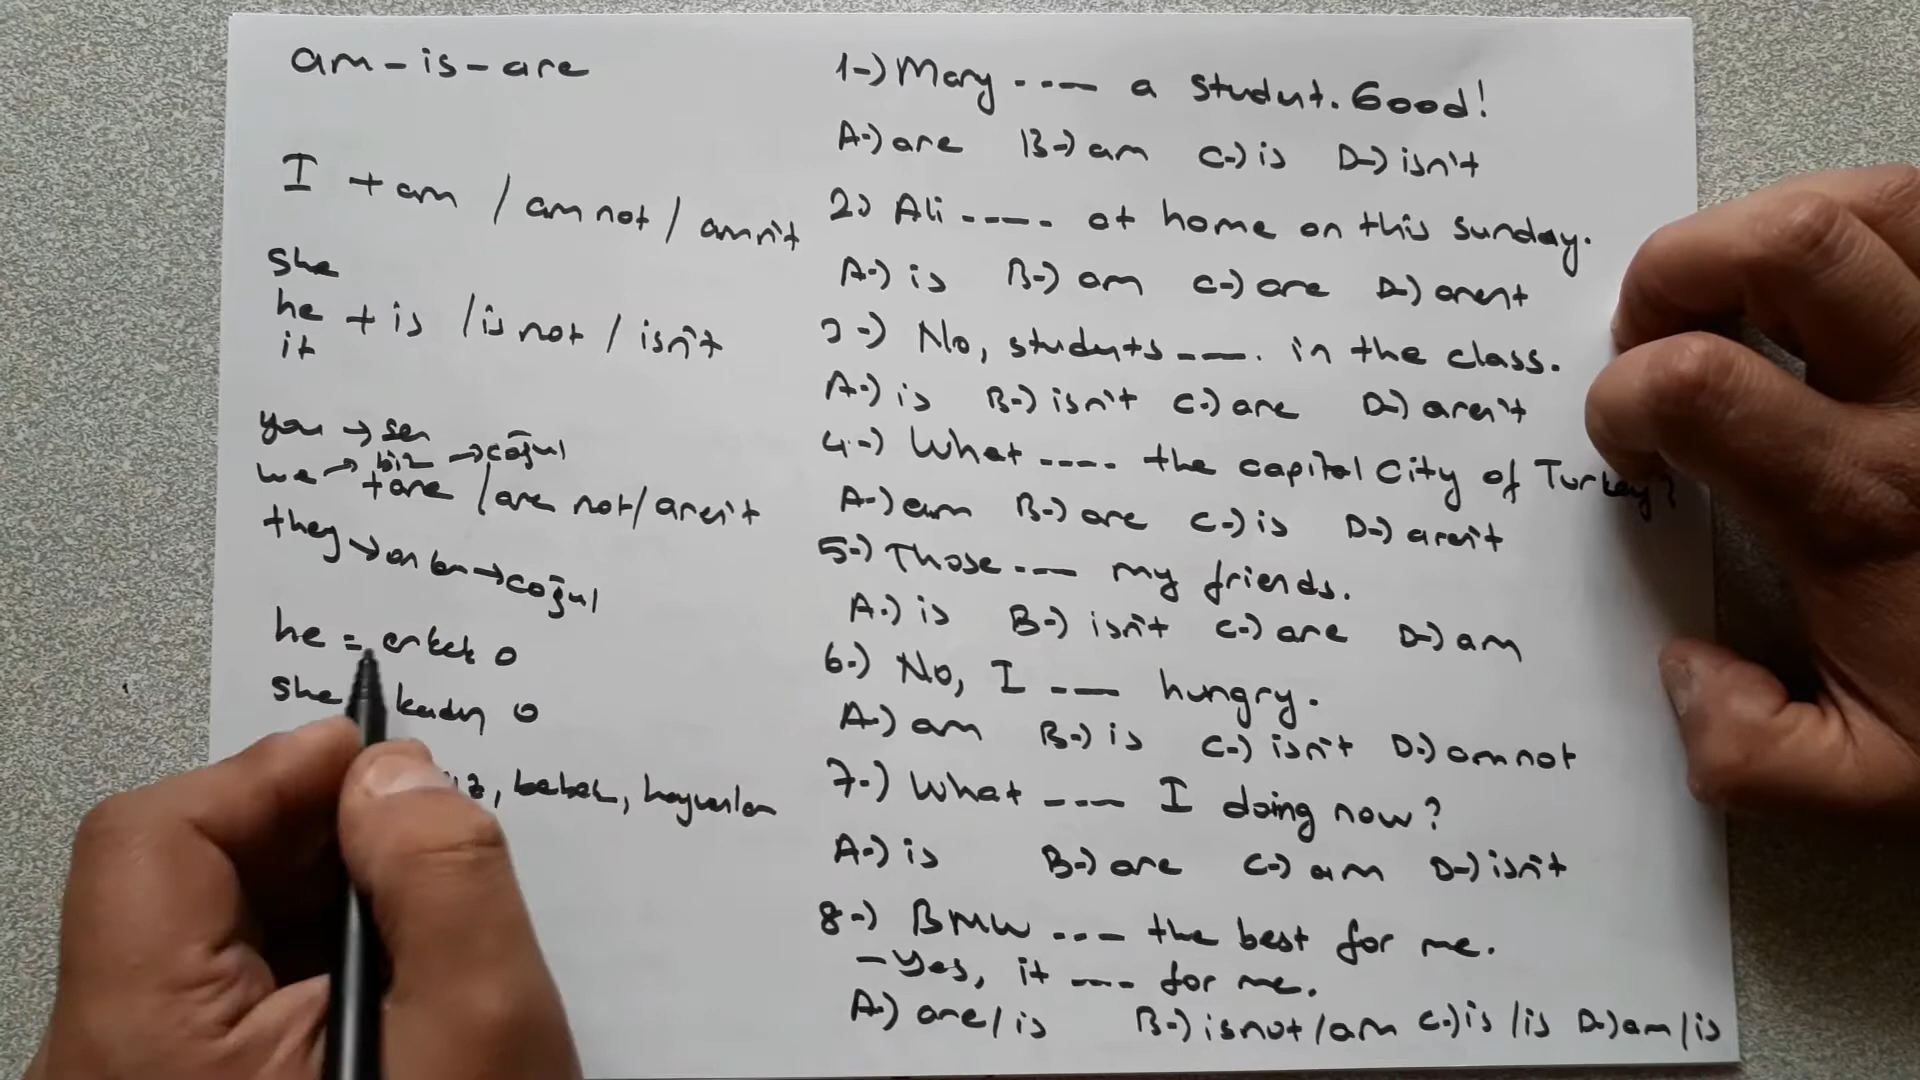 am-is-are
I + am / am not / amn't
she
he + is / is not / isn't
it
you → sen
we → biz → çoğul
+ are / are not / aren't
they → onlar → çoğul
he = erkek o
she kadın o
, bebek, hayvanlar
1-) Mary ---- a student. Good!
A-) are B-) am C-) is D-) isn't
2) Ali ----. at home on this Sunday.
A-) is B-) am C-) are D-) aren't
3-) No, students ---. in the class.
A-) is B-) isn't C-) are D-) aren't
4-) What ----. the capital City of Turkey?
A-) am B-) are C-) is D-) aren't
5-) Those --- my friends.
A-) is B-) isn't C-) are D-) am
6-) No, I --- hungry.
A-) am B-) is C-) isn't D-) am not
7-) What ---- I doing now?
A-) is B-) are C-) am D-) isn't
8-) BMW ---- the best for me.
- Yes, it ---- for me.
A-) are / is B-) is not / am C-) is / is D-) am / is